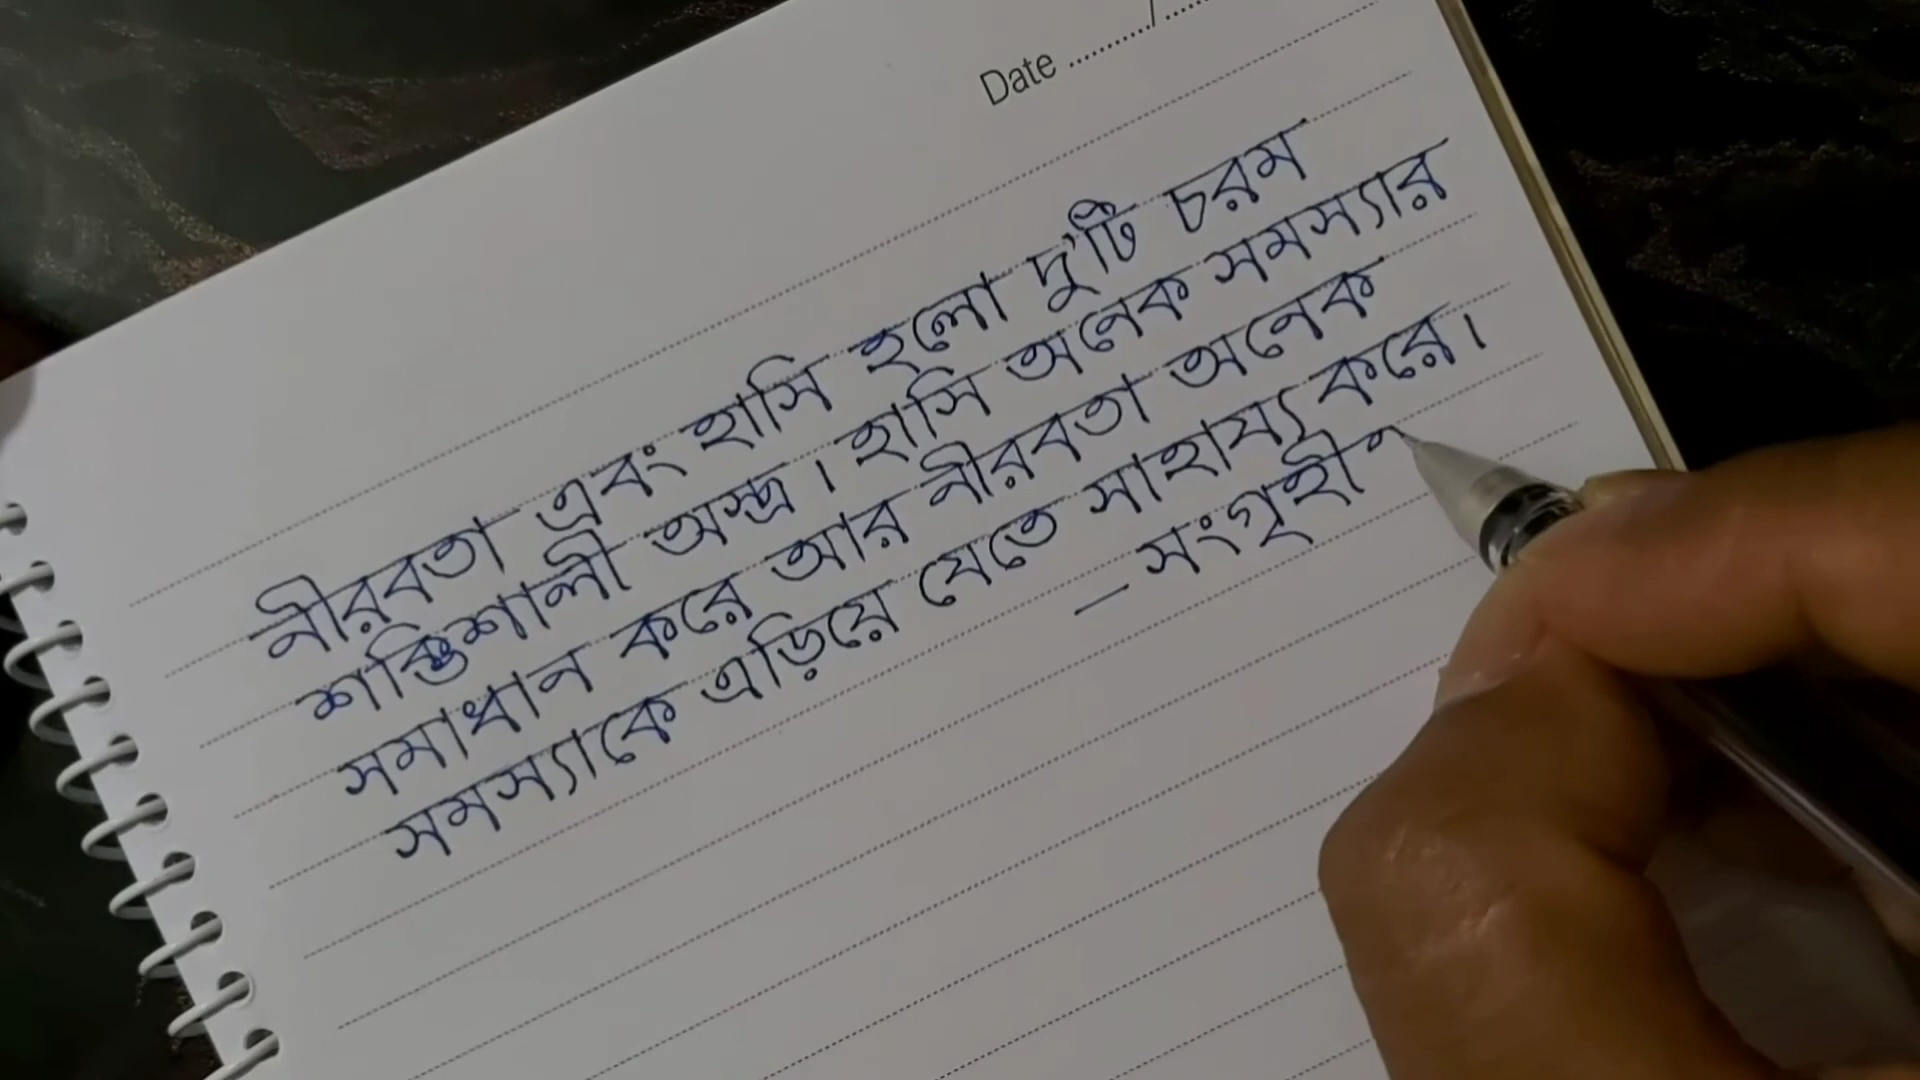 Date ........../.....
নীরবতা এবং হাসি হলো দু'টি চরম
শক্তিশালী অস্ত্র। হাসি অনেক সমস্যার
সমাধান করে আর নীরবতা অনেক
সমস্যাকে এড়িয়ে যেতে সাহায্য করে।
— সংগৃহী